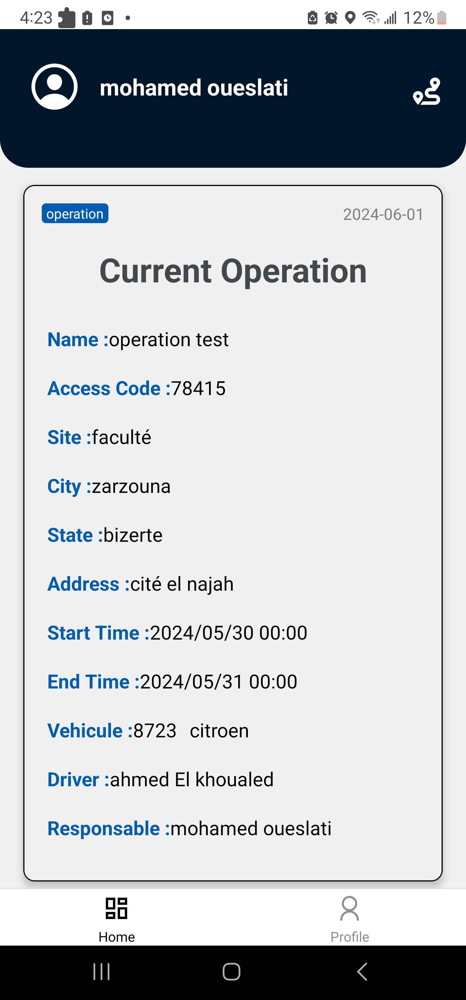 4:23 12%
mohamed oueslati
operation 2024-06-01
Current Operation
Name :operation test
Access Code :78415
Site :faculté
City :zarzouna
State :bizerte
Address :cité el najah
Start Time :2024/05/30 00:00
End Time :2024/05/31 00:00
Vehicule :8723 citroen
Driver :ahmed El khoualed
Responsable :mohamed oueslati
Home Profile